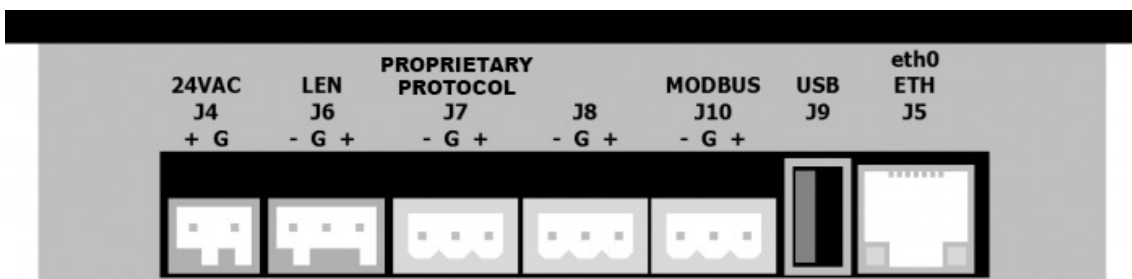 24VAC
J4
+ G
LEN
J6
- G +
PROPRIETARY
PROTOCOL
J7
- G +
J8
- G +
MODBUS
J10
- G +
USB
J9
eth0
ETH
J5